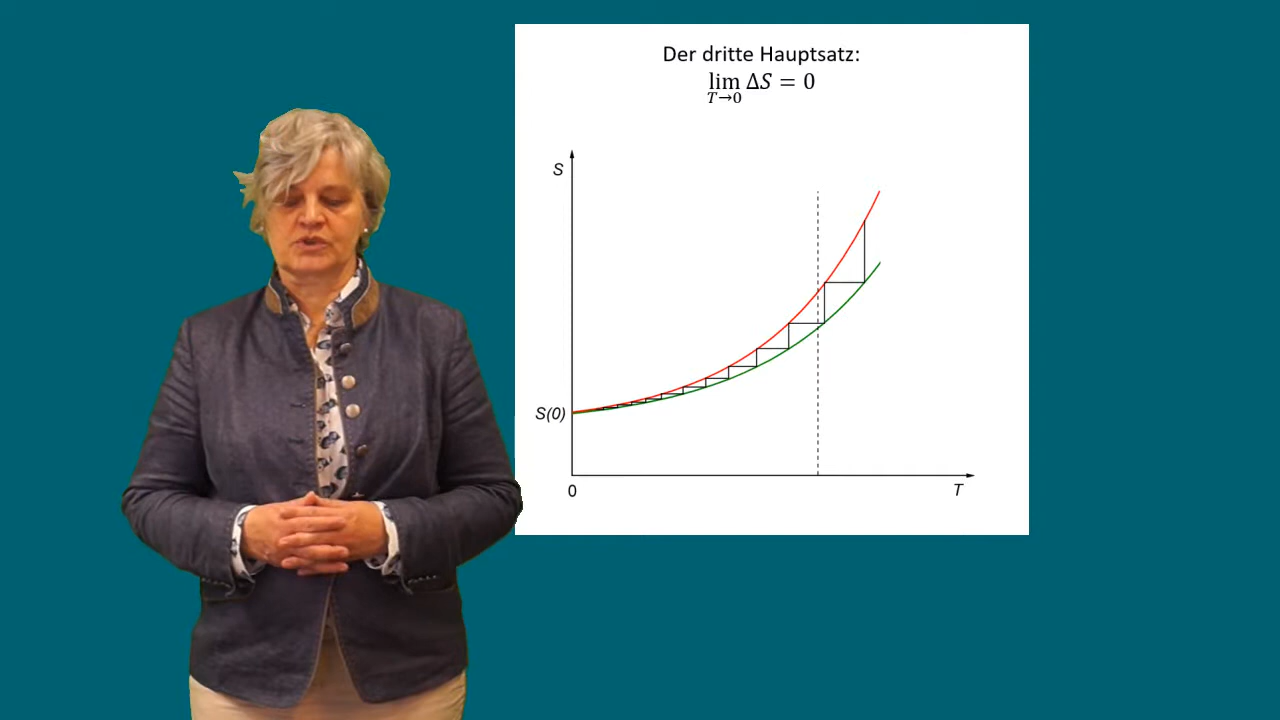 Der dritte Hauptsatz:
lim ΔS = 0
T→0
S
S(0)
0
T